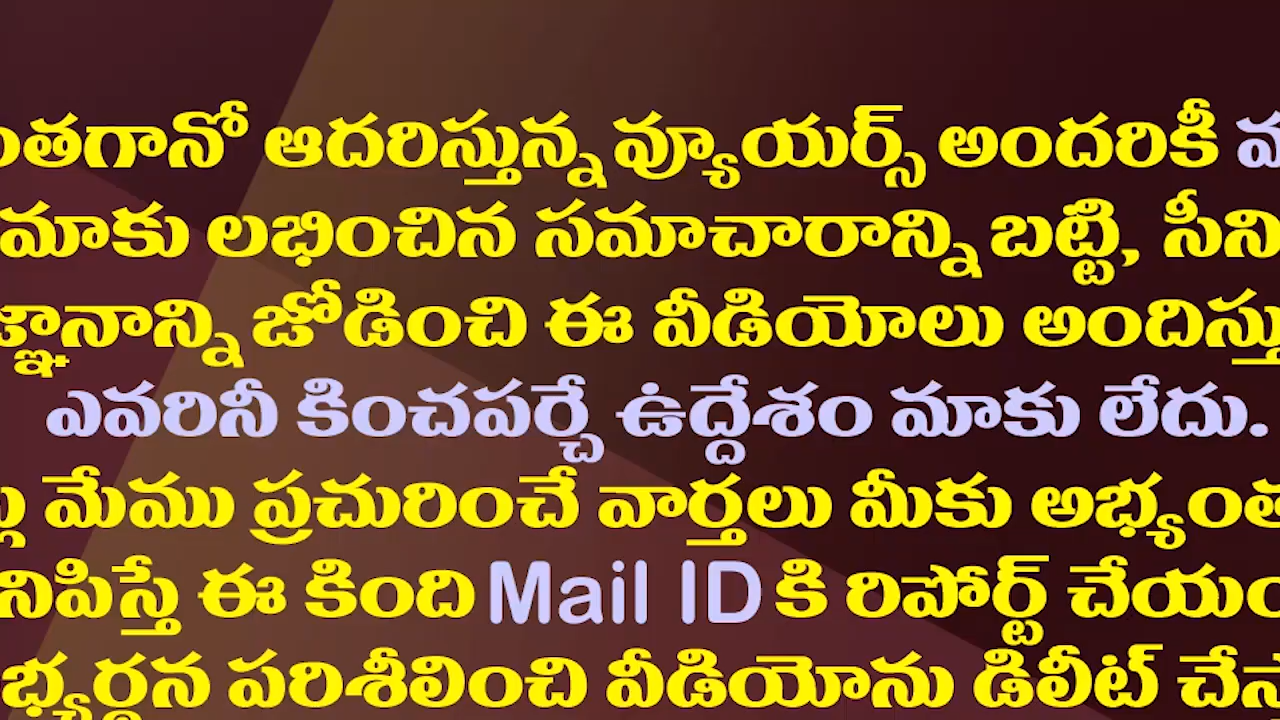 ఆదరిస్తున్న వ్యూయర్స్ అందరికీ
మాకు లభించిన సమాచారాన్ని బట్టి,
జోడించి ఈ వీడియోలు
ఎవరినీ కించపర్చే ఉద్దేశం మాకు లేదు.
మేము ప్రచురించే వార్తలు మీకు
ఈ కింది Mail ID కి రిపోర్ట్
పరిశీలించి వీడియోను డిలీట్